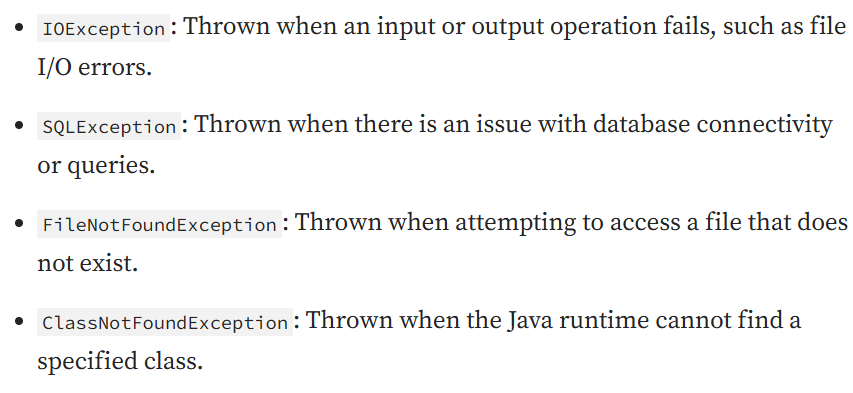 • IOException: Thrown when an input or output operation fails, such as file
I/O errors.
• SQLException: Thrown when there is an issue with database connectivity
or queries.
• FileNotFoundException: Thrown when attempting to access a file that does
not exist.
• ClassNotFoundException: Thrown when the Java runtime cannot find a
specified class.